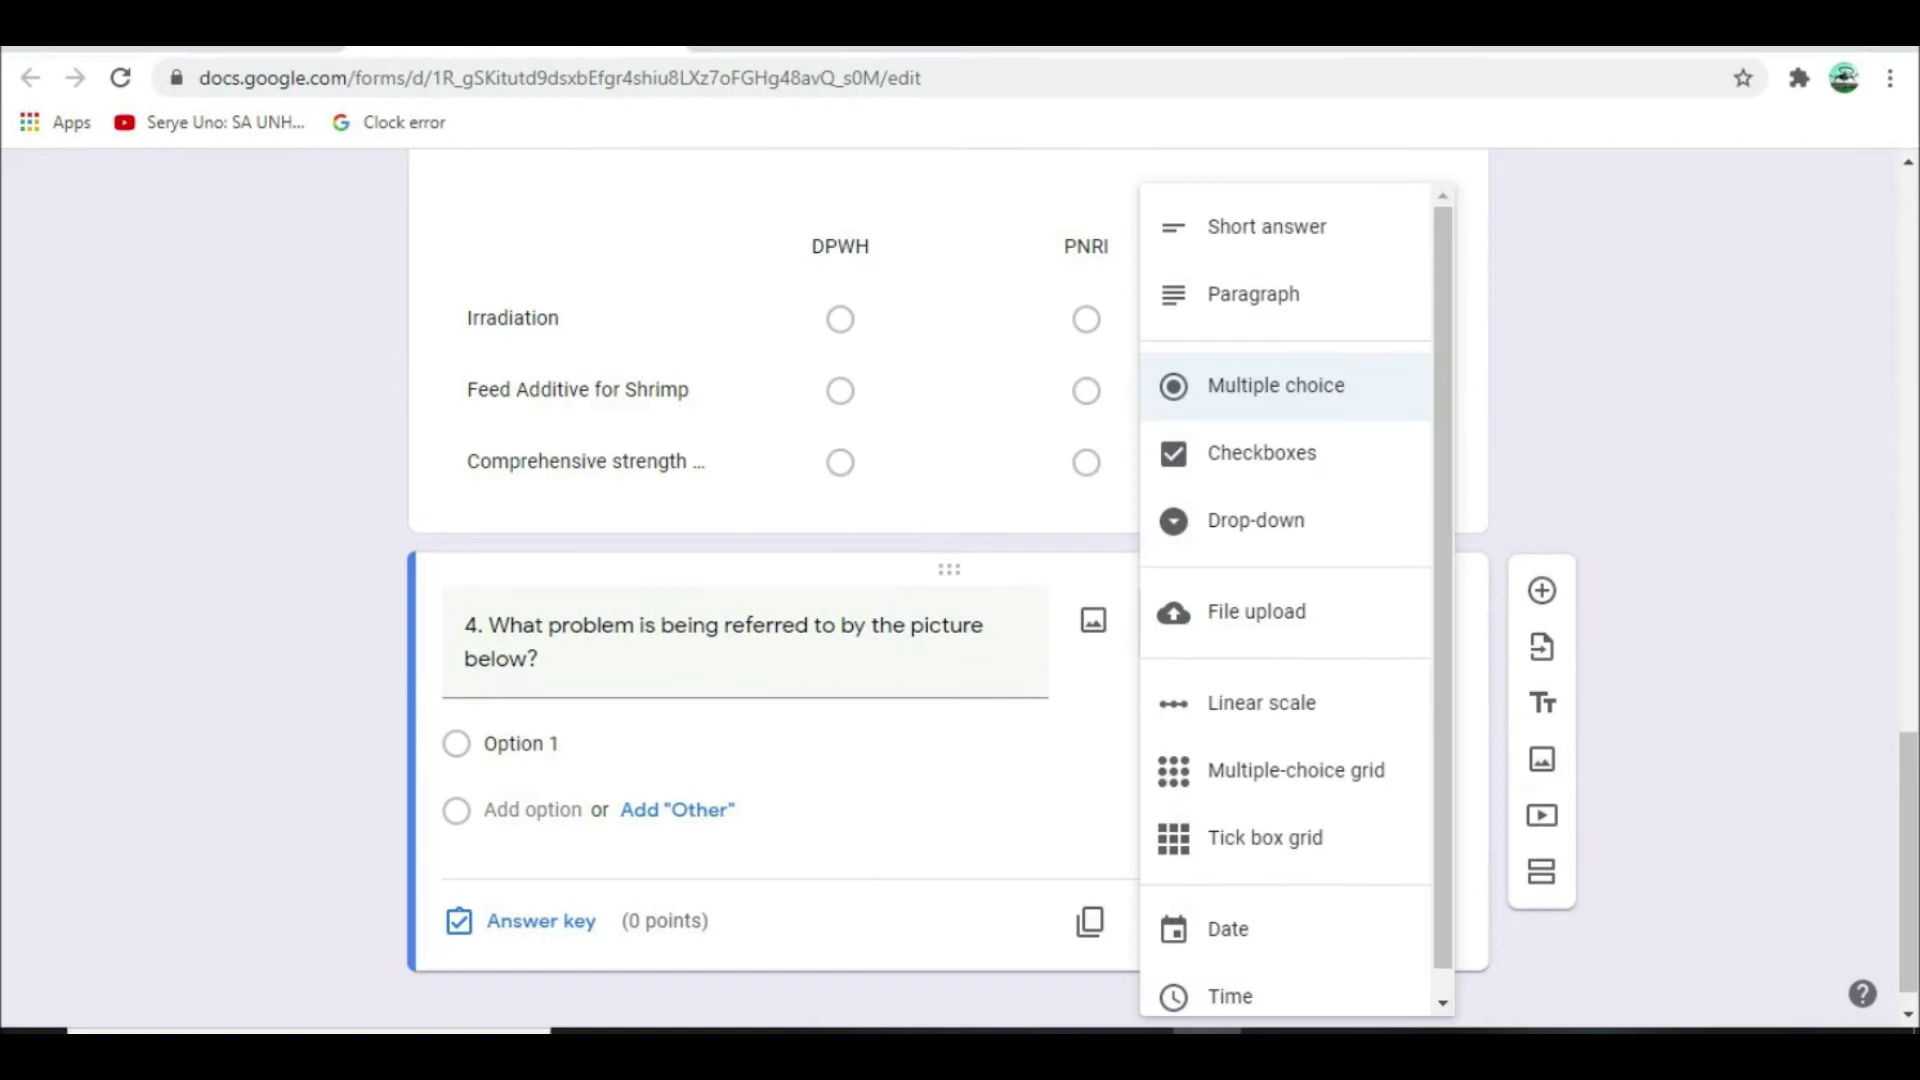 docs.google.com/forms/d/1R_gSKitutd9dsxbEfgr4shiu8LXz7oFGHg48avQ_s0M/edit
Apps
Serye Uno: SA UNH...
Clock error
DPWH
PNRI
Irradiation
Feed Additive for Shrimp
Comprehensive strength ...
4. What problem is being referred to by the picture
below?
Option 1
Add option or Add "Other"
Answer key (0 points)
Short answer
Paragraph
Multiple choice
Checkboxes
Drop-down
File upload
Linear scale
Multiple-choice grid
Tick box grid
Date
Time